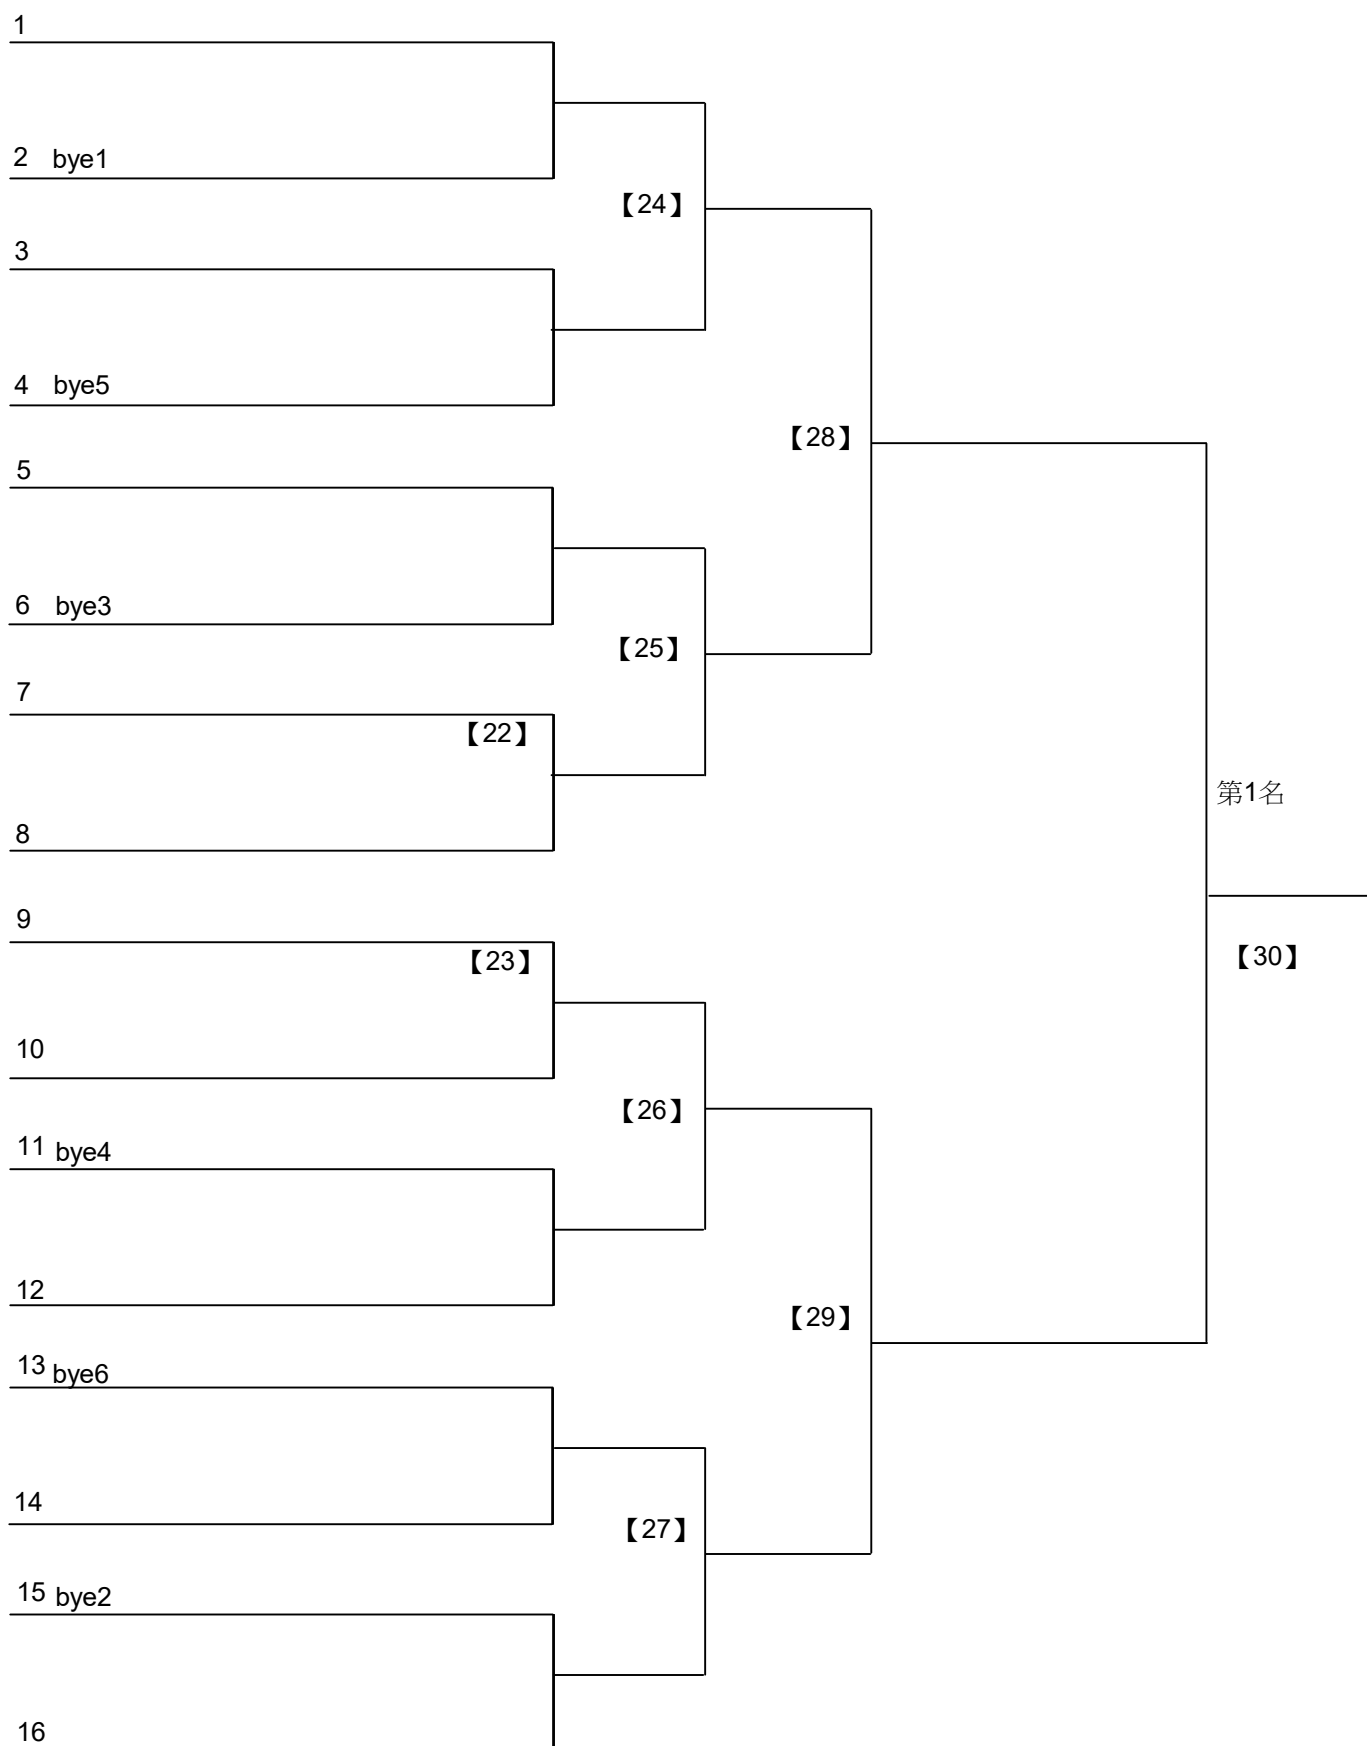 1
2 bye1
【24】
3
4 bye5
【28】
5
6 bye3
【25】
7
【22】
第1名
8
9
【30】
【23】
10
【26】
11 bye4
12
【29】
13 bye6
14
【27】
15 bye2
16